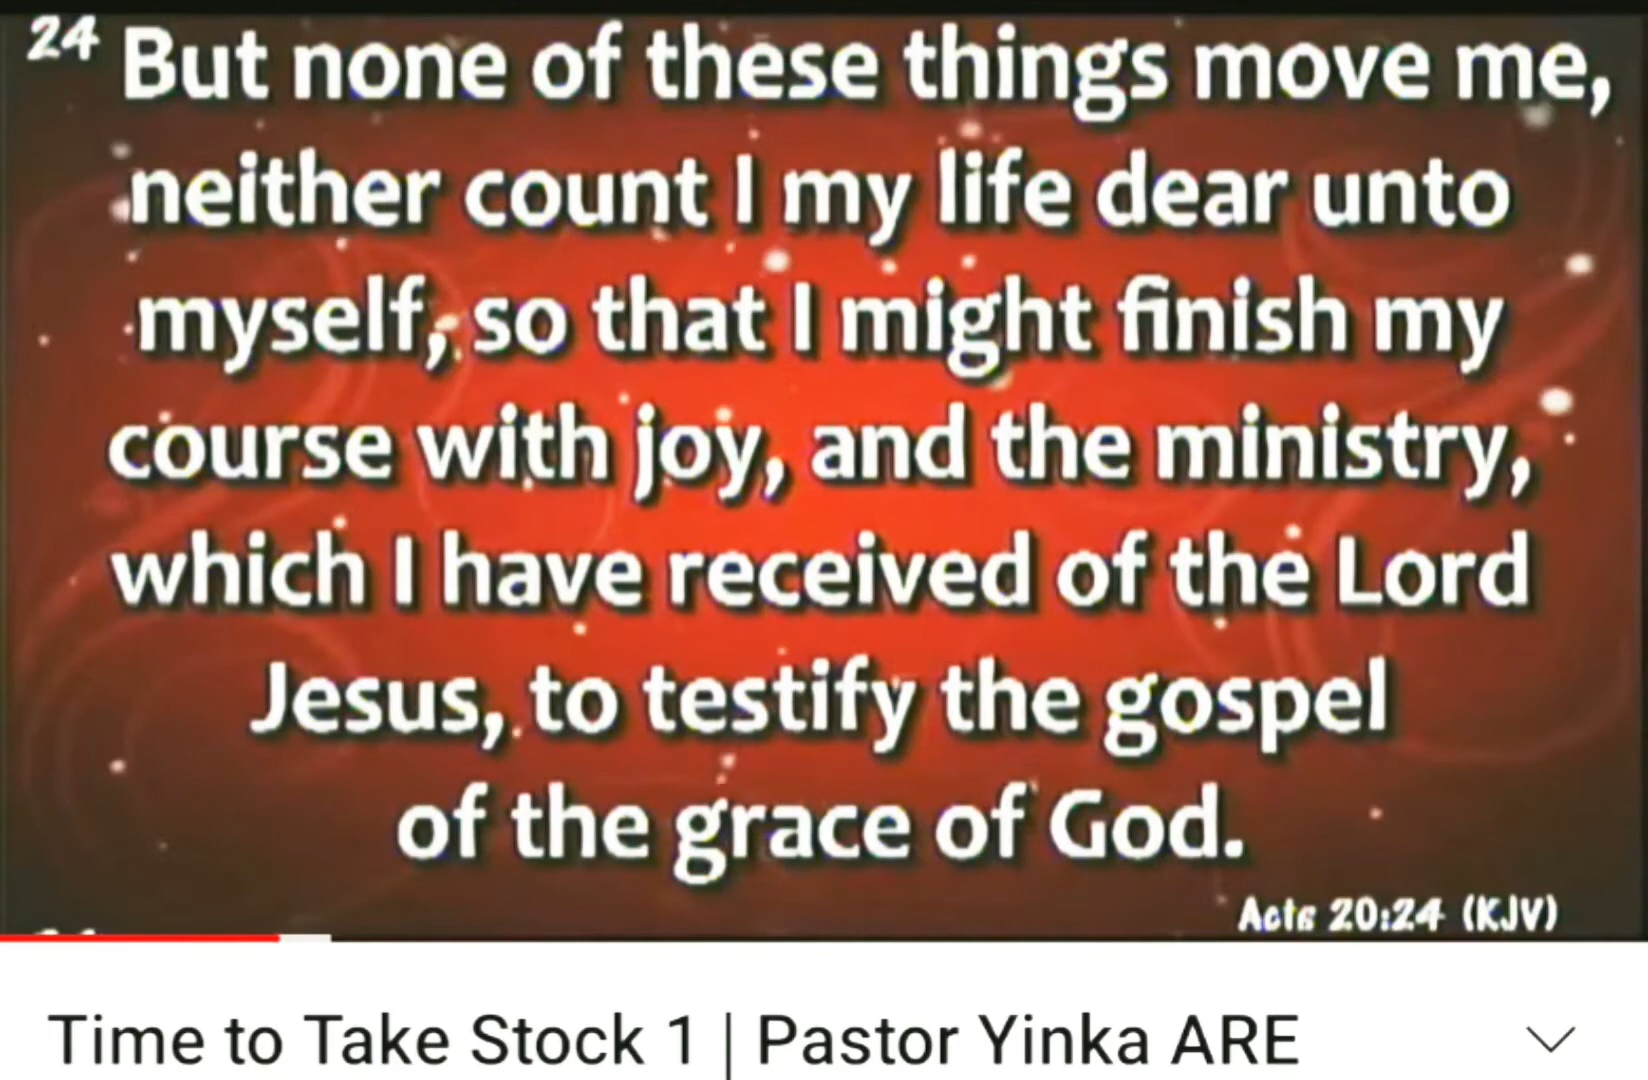 24 But none of these things move me,
neither count I my life dear unto
myself, so that I might finish my
course with joy, and the ministry,
which I have received of the Lord
Jesus, to testify the gospel
of the grace of God.
Acts 20:24 (KJV)
Time to Take Stock 1 | Pastor Yinka ARE